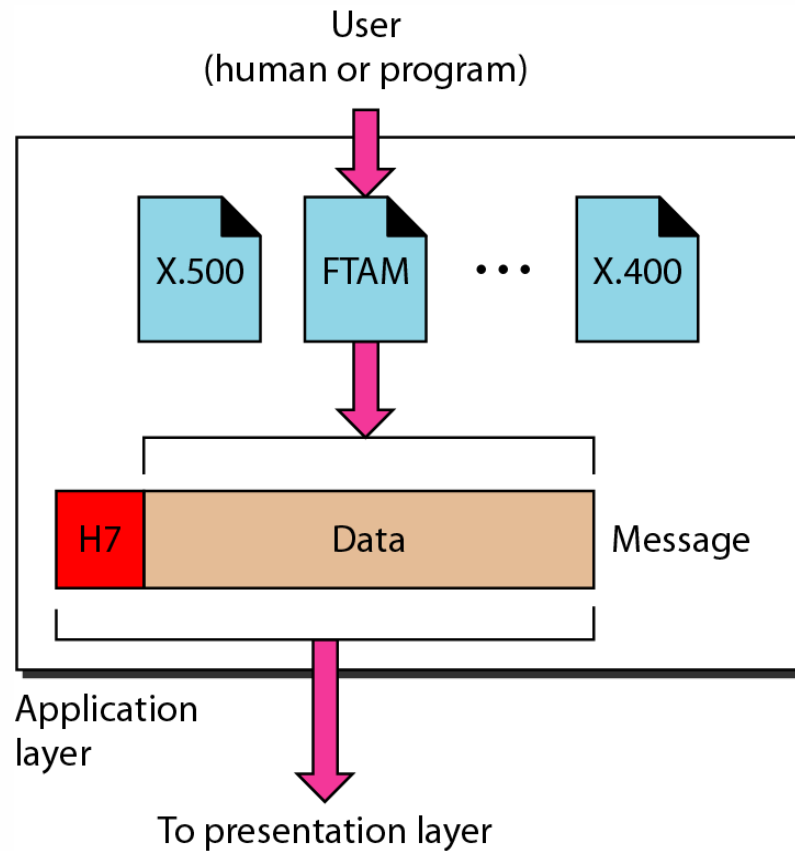 User
(human or program)
X.500
FTAM
...
X.400
H7
Data
Message
Application
layer
To presentation layer